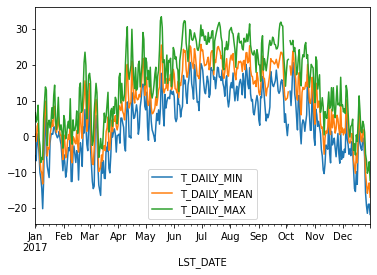 30
20
10
0
−10
−20
Jan Feb Mar Apr May Jun Jul Aug Sep Oct Nov Dec
2017
LST_DATE
T_DAILY_MIN
T_DAILY_MEAN
T_DAILY_MAX